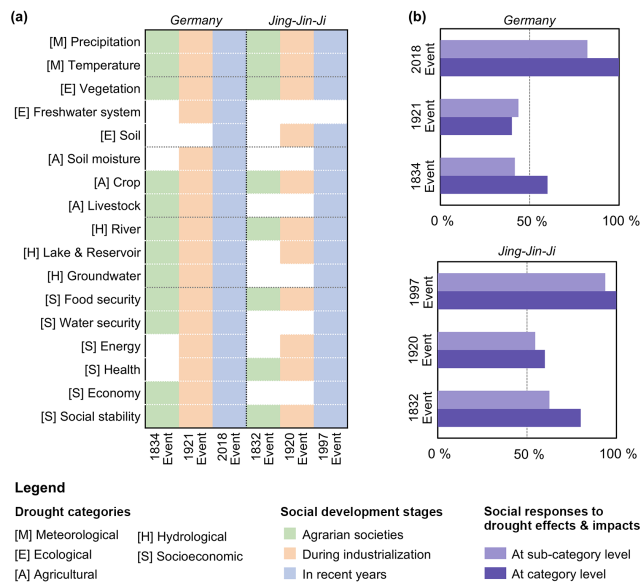 (a)
Germany Jing-Jin-Ji
[M] Precipitation
[M] Temperature
[E] Vegetation
[E] Freshwater system
[E] Soil
[A] Soil moisture
[A] Crop
[A] Livestock
[H] River
[H] Lake & Reservoir
[H] Groundwater
[S] Food security
[S] Water security
[S] Energy
[S] Health
[S] Economy
[S] Social stability
1834 Event
1921 Event
2018 Event
1832 Event
1920 Event
1997 Event
(b)
Germany
2018 Event
1921 Event
1834 Event
0 % 50 % 100 %
Jing-Jin-Ji
1997 Event
1920 Event
1832 Event
0 % 50 % 100 %
Legend
Drought categories
[M] Meteorological
[E] Ecological
[A] Agricultural
[H] Hydrological
[S] Socioeconomic
Social development stages
Agrarian societies
During industrialization
In recent years
Social responses to
drought effects & impacts
At sub-category level
At category level